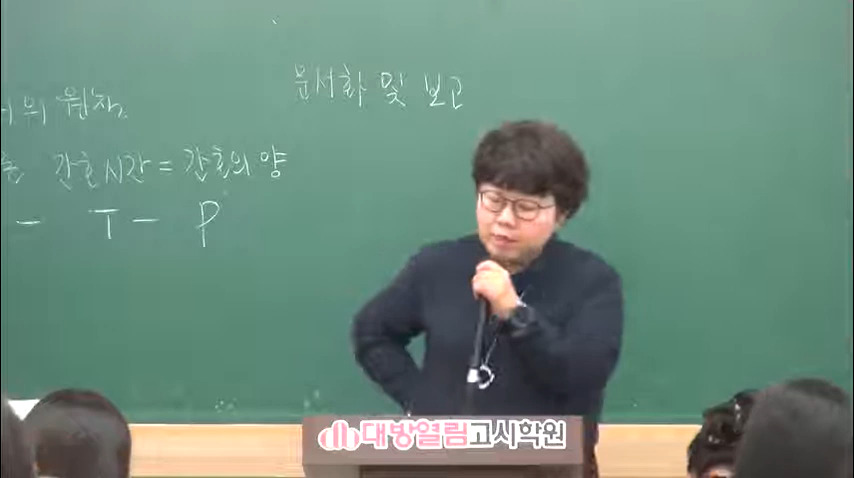 문서화 및 보고
위 원칙
간호시간 = 간호의 양
- T - P
대방열림고시학원